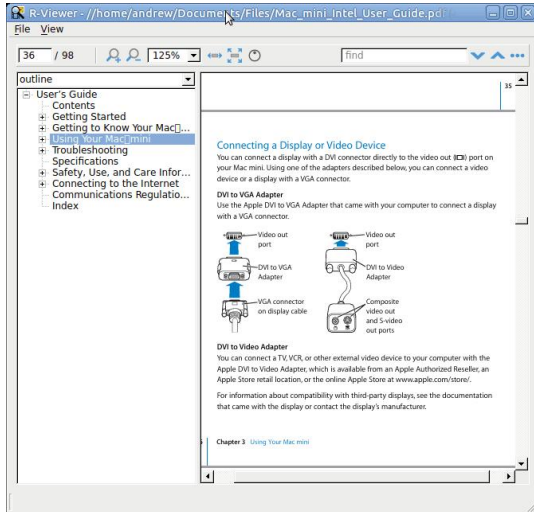 R-Viewer - //home/andrew/Documents/Files/Mac_mini_Intel_User_Guide.pd
File View
36 / 98 125% find
outline
User's Guide
Contents
Getting Started
Getting to Know Your Mac▯...
Using Your Mac▯mini
Troubleshooting
Specifications
Safety, Use, and Care Infor...
Connecting to the Internet
Communications Regulatio...
Index
35
Connecting a Display or Video Device
You can connect a display with a DVI connector directly to the video out port on
your Mac mini. Using one of the adapters described below, you can connect a video
device or a display with a VGA connector.
DVI to VGA Adapter
Use the Apple DVI to VGA Adapter that came with your computer to connect a display
with a VGA connector.
Video out
port
DVI to VGA
Adapter
VGA connector
on display cable
Video out
port
DVI to Video
Adapter
Composite
video out
and S-video
out ports
DVI to Video Adapter
You can connect a TV, VCR, or other external video device to your computer with the
Apple DVI to Video Adapter, which is available from an Apple Authorized Reseller, an
Apple Store retail location, or the online Apple Store at www.apple.com/store/.
For information about compatibility with third-party displays, see the documentation
that came with the display or contact the display's manufacturer.
Chapter 3 Using Your Mac mini